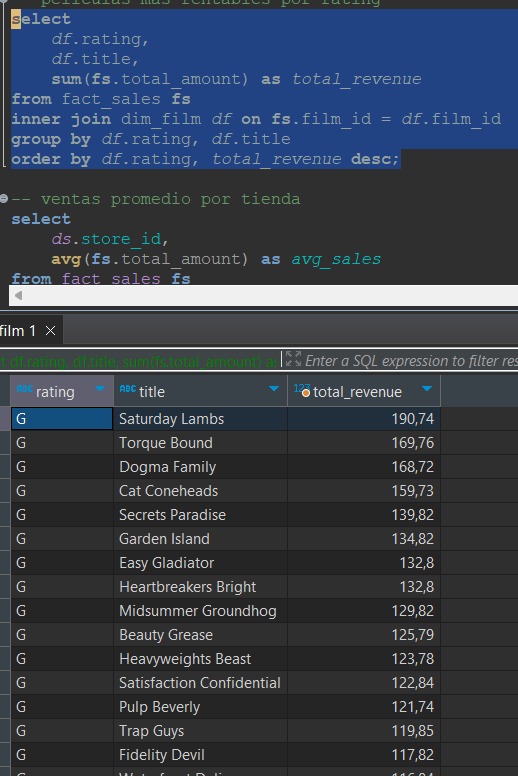 peliculas mas rentables por rating
select
df.rating,
df.title,
sum(fs.total_amount) as total_revenue
from fact_sales fs
inner join dim_film df on fs.film_id = df.film_id
group by df.rating, df.title
order by df.rating, total_revenue desc;
-- ventas promedio por tienda
select
ds.store_id,
avg(fs.total_amount) as avg_sales
from fact_sales fs
film 1
t df.rating, df.title, sum(fs.total_amount) as Enter a SQL expression to filter res
ABC rating ABC title 123 total_revenue
G Saturday Lambs 190,74
G Torque Bound 169,76
G Dogma Family 168,72
G Cat Coneheads 159,73
G Secrets Paradise 139,82
G Garden Island 134,82
G Easy Gladiator 132,8
G Heartbreakers Bright 132,8
G Midsummer Groundhog 129,82
G Beauty Grease 125,79
G Heavyweights Beast 123,78
G Satisfaction Confidential 122,84
G Pulp Beverly 121,74
G Trap Guys 119,85
G Fidelity Devil 117,82